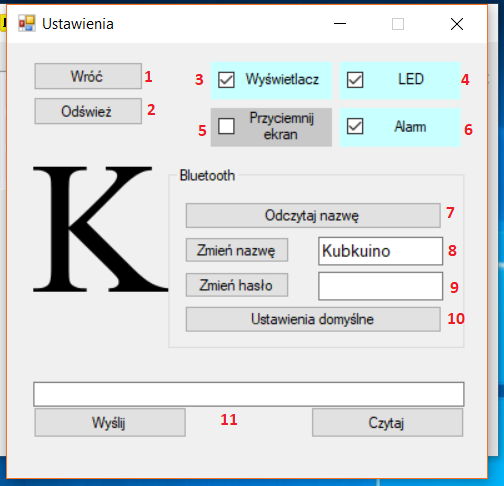 Ustawienia
Wróć 1
3 Wyświetlacz
LED 4
Odśwież 2
5 Przyciemnij
ekran
Alarm 6
K
Bluetooth
Odczytaj nazwę 7
Zmień nazwę Kubkuino 8
Zmień hasło 9
Ustawienia domyślne 10
Wyślij 11 Czytaj